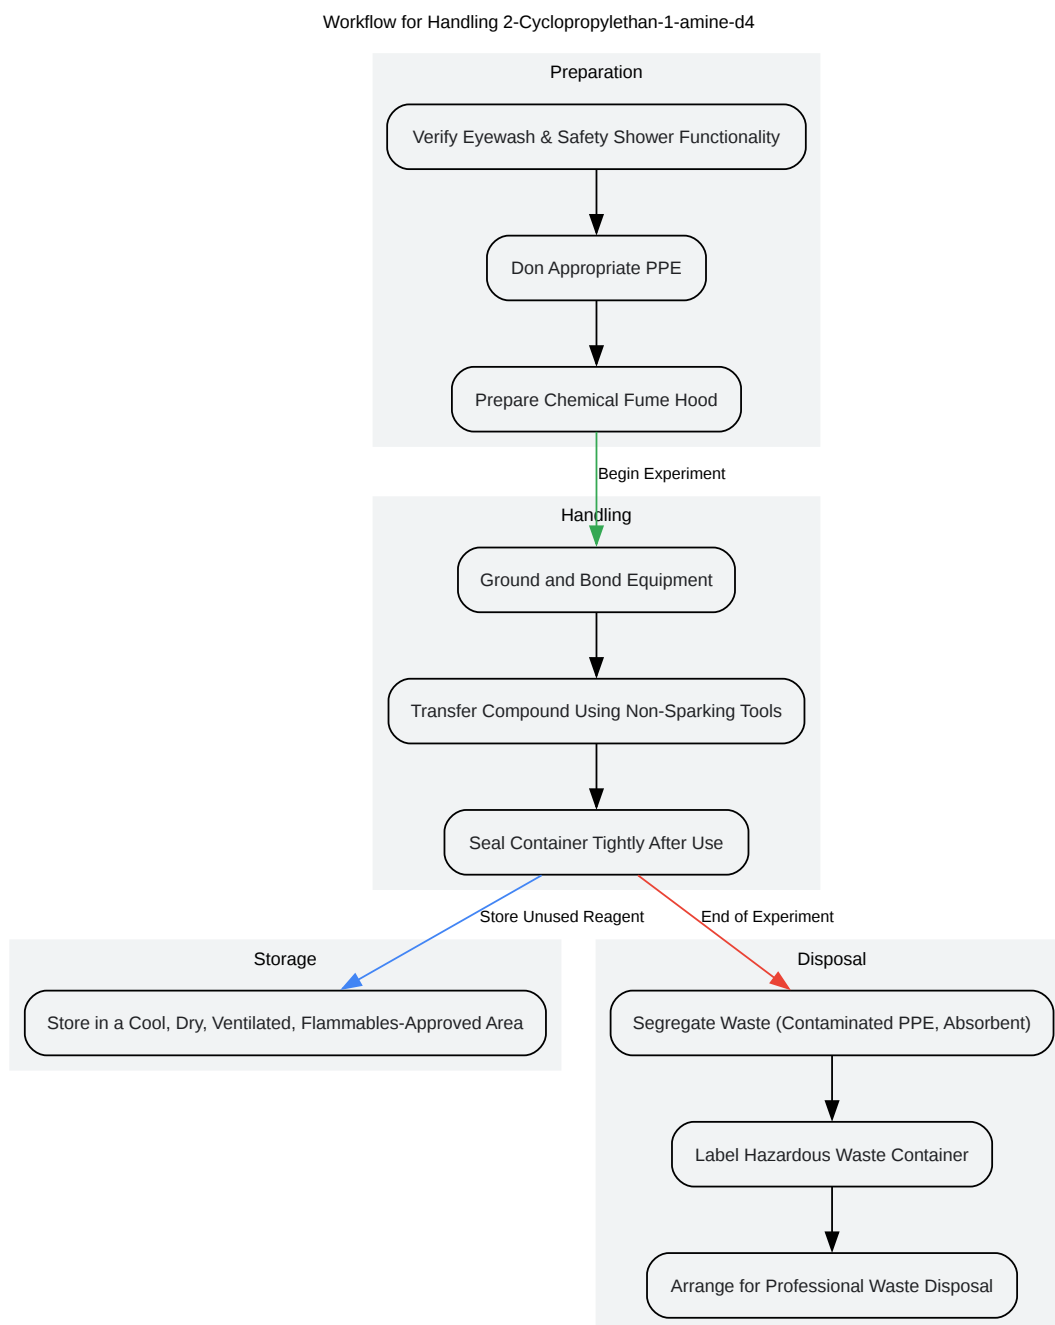 Workflow for Handling 2-Cyclopropylethan-1-amine-d4
Preparation
Verify Eyewash & Safety Shower Functionality
Don Appropriate PPE
Prepare Chemical Fume Hood
Begin Experiment
Handling
Ground and Bond Equipment
Transfer Compound Using Non-Sparking Tools
Seal Container Tightly After Use
Store Unused Reagent
End of Experiment
Storage
Store in a Cool, Dry, Ventilated, Flammables-Approved Area
Disposal
Segregate Waste (Contaminated PPE, Absorbent)
Label Hazardous Waste Container
Arrange for Professional Waste Disposal